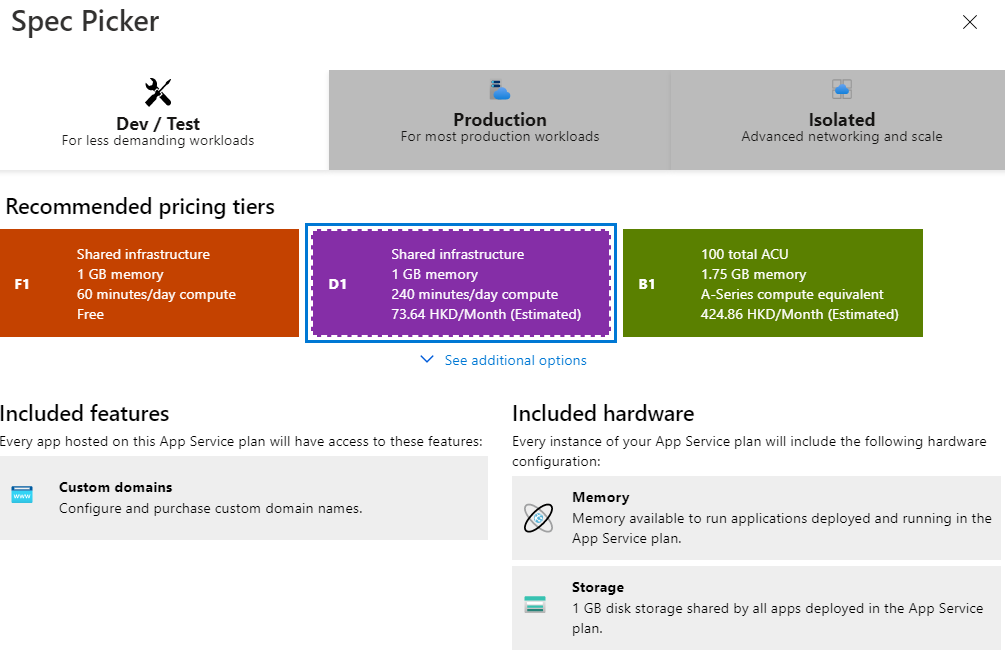 Spec Picker
Dev / Test
For less demanding workloads
Production
For most production workloads
Isolated
Advanced networking and scale
Recommended pricing tiers
F1
Shared infrastructure
1 GB memory
60 minutes/day compute
Free
D1
Shared infrastructure
1 GB memory
240 minutes/day compute
73.64 HKD/Month (Estimated)
B1
100 total ACU
1.75 GB memory
A-Series compute equivalent
424.86 HKD/Month (Estimated)
See additional options
Included features
Every app hosted on this App Service plan will have access to these features:
www
Custom domains
Configure and purchase custom domain names.
Included hardware
Every instance of your App Service plan will include the following hardware
configuration:
Memory
Memory available to run applications deployed and running in the
App Service plan.
Storage
1 GB disk storage shared by all apps deployed in the App Service
plan.